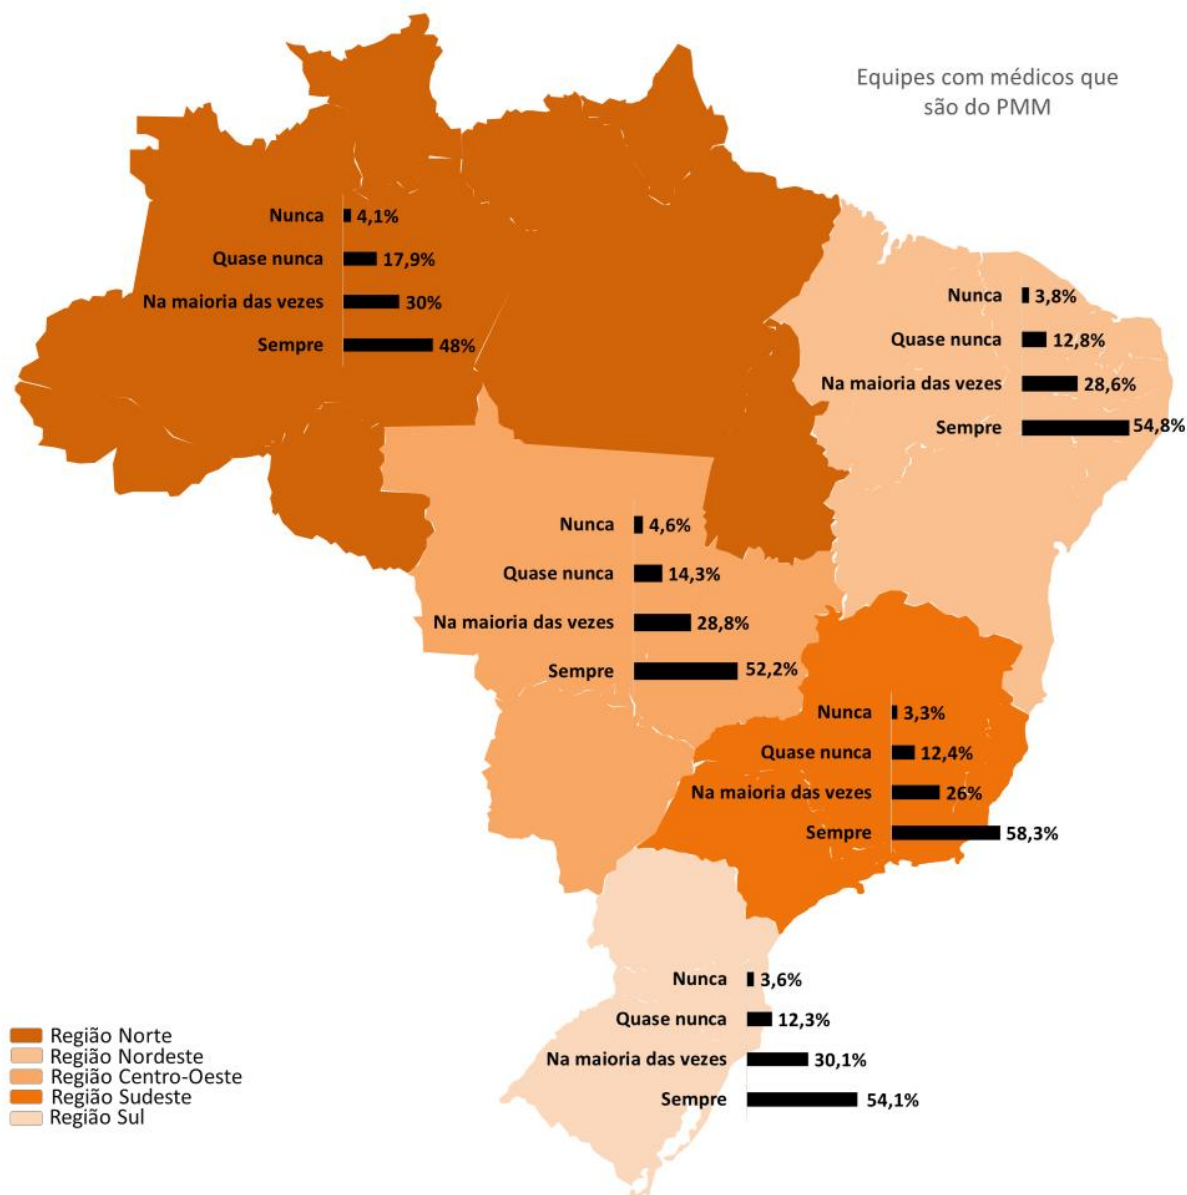 Equipes com médicos que
são do PMM
Nunca 4,1%
Quase nunca 17,9%
Na maioria das vezes 30%
Sempre 48%
Nunca 3,8%
Quase nunca 12,8%
Na maioria das vezes 28,6%
Sempre 54,8%
Nunca 4,6%
Quase nunca 14,3%
Na maioria das vezes 28,8%
Sempre 52,2%
Nunca 3,3%
Quase nunca 12,4%
Na maioria das vezes 26%
Sempre 58,3%
Nunca 3,6%
Quase nunca 12,3%
Na maioria das vezes 30,1%
Sempre 54,1%
Região Norte
Região Nordeste
Região Centro-Oeste
Região Sudeste
Região Sul